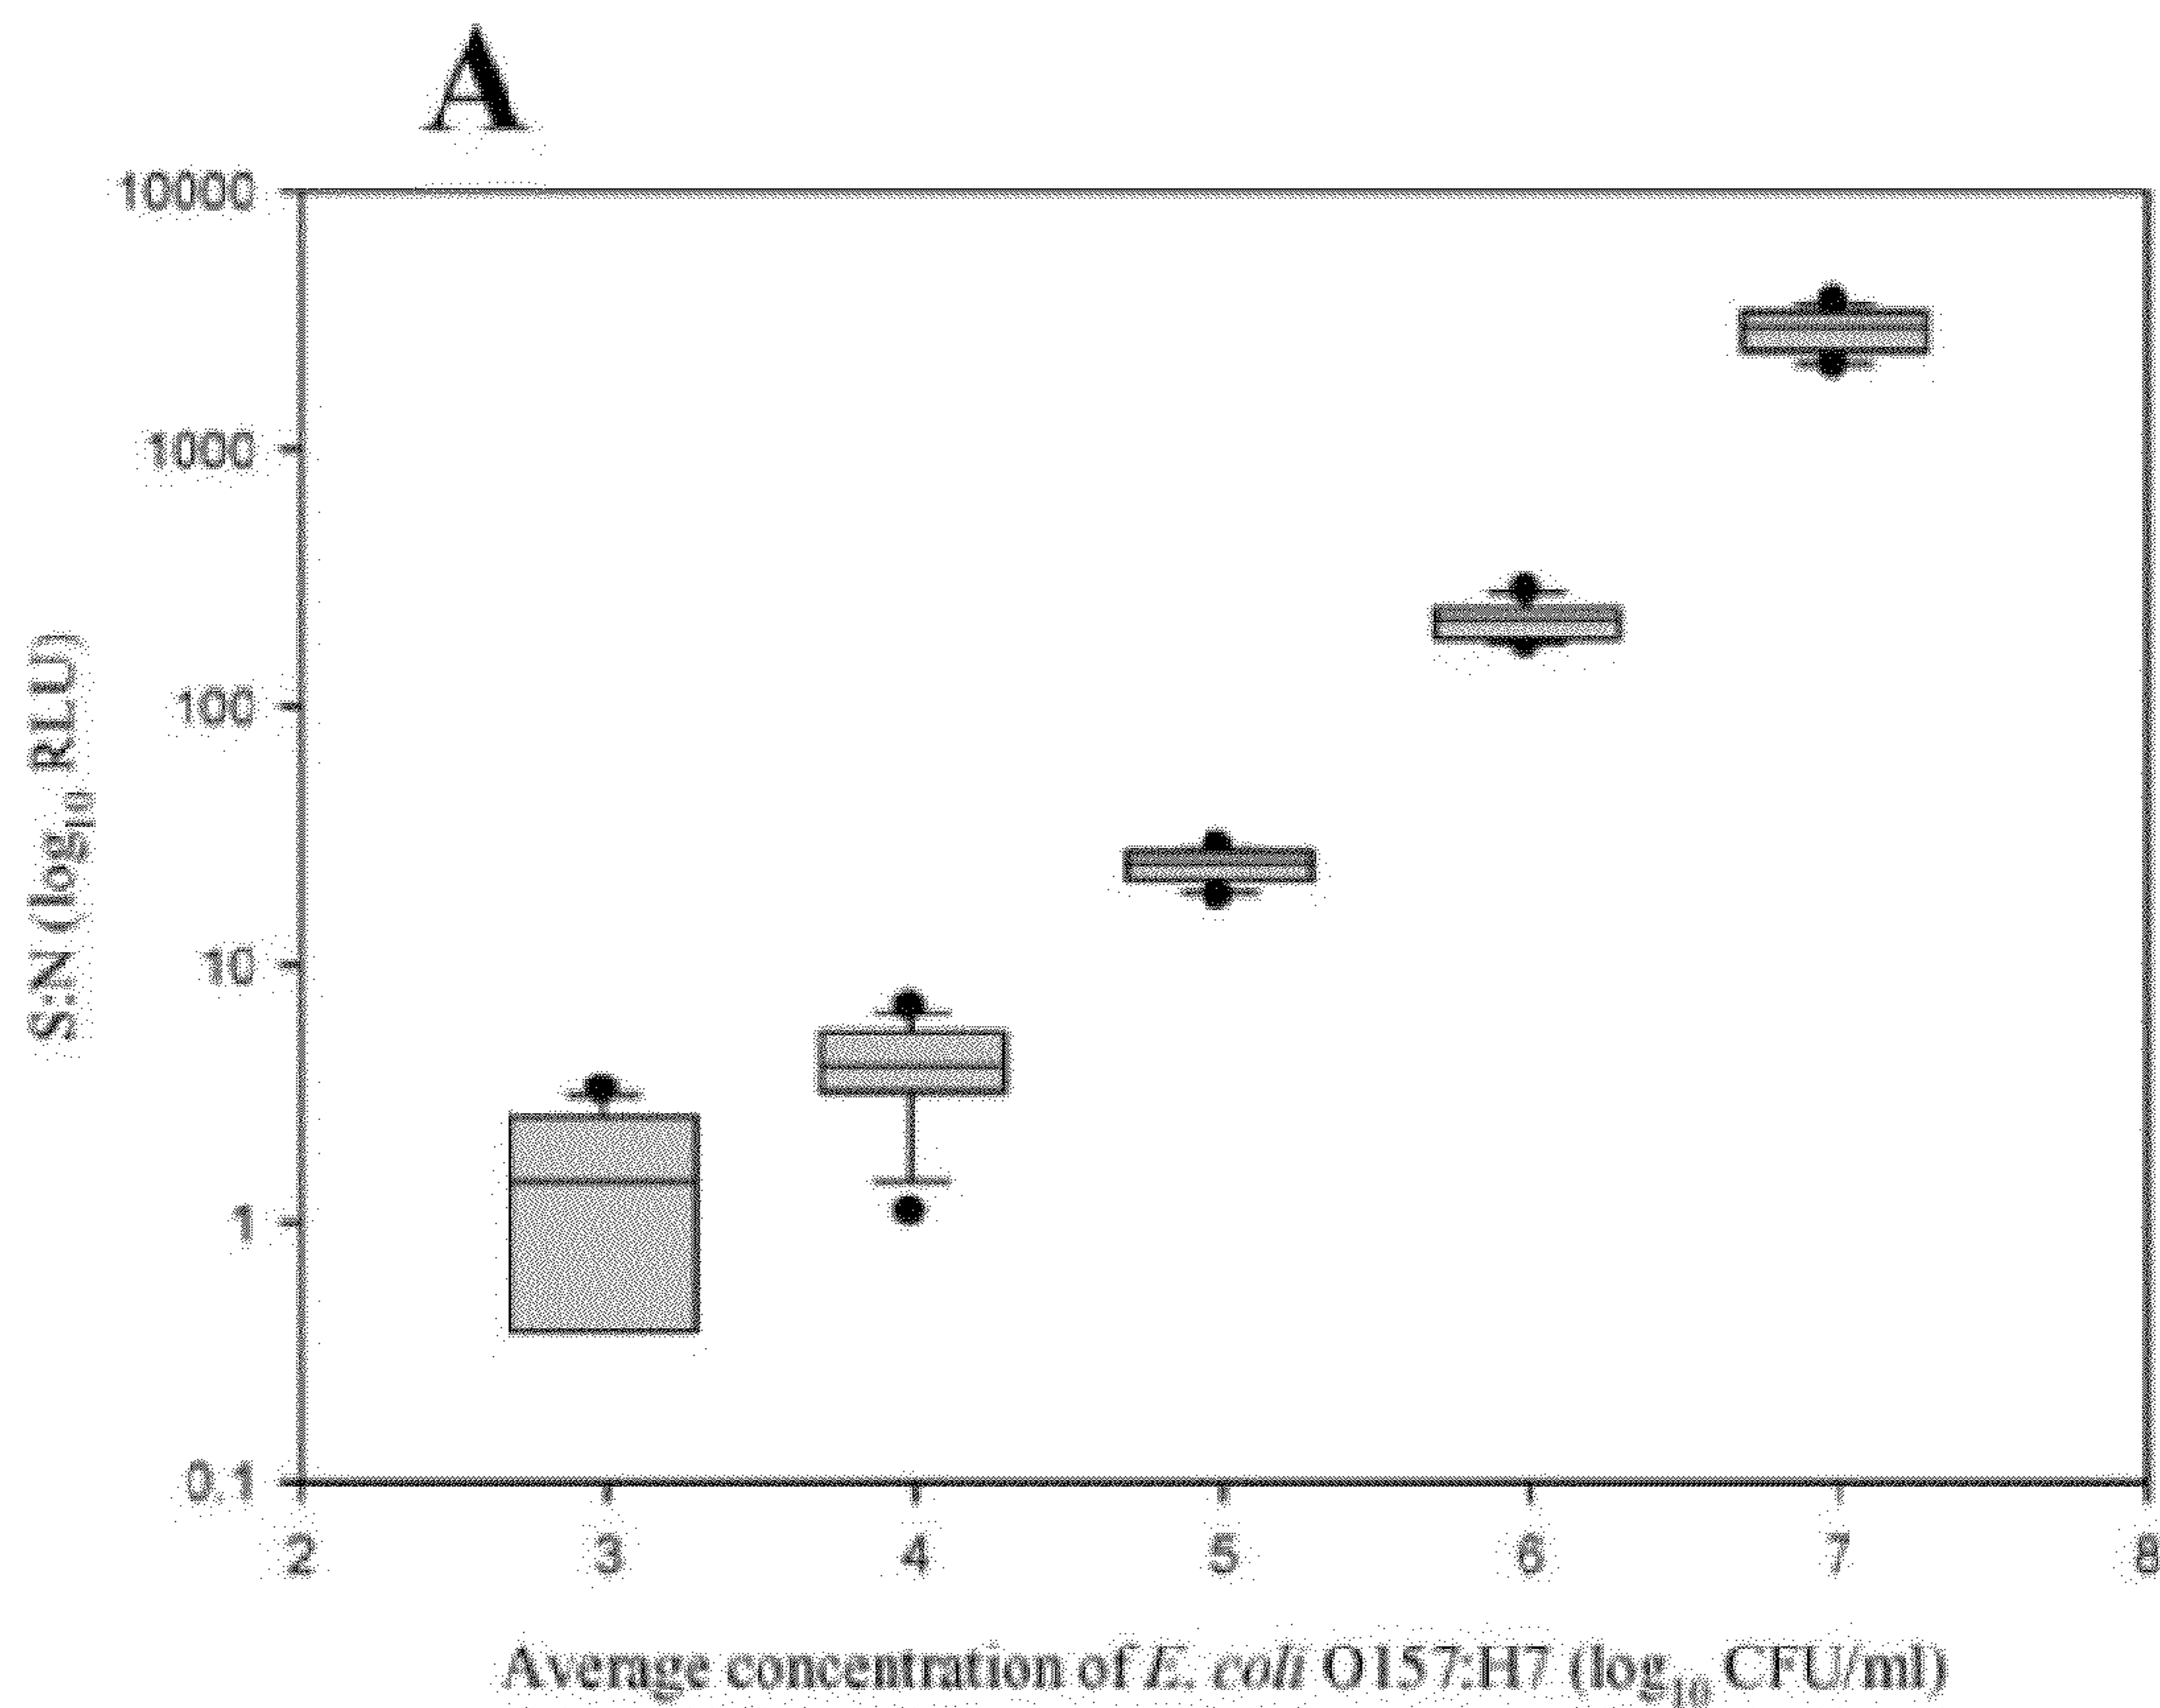 A
10000
1000
100
10
1
0.1
S:N (log10 RLU)
2 3 4 5 6 7 8
Average concentration of E. coli O157:H7 (log10 CFU/ml)